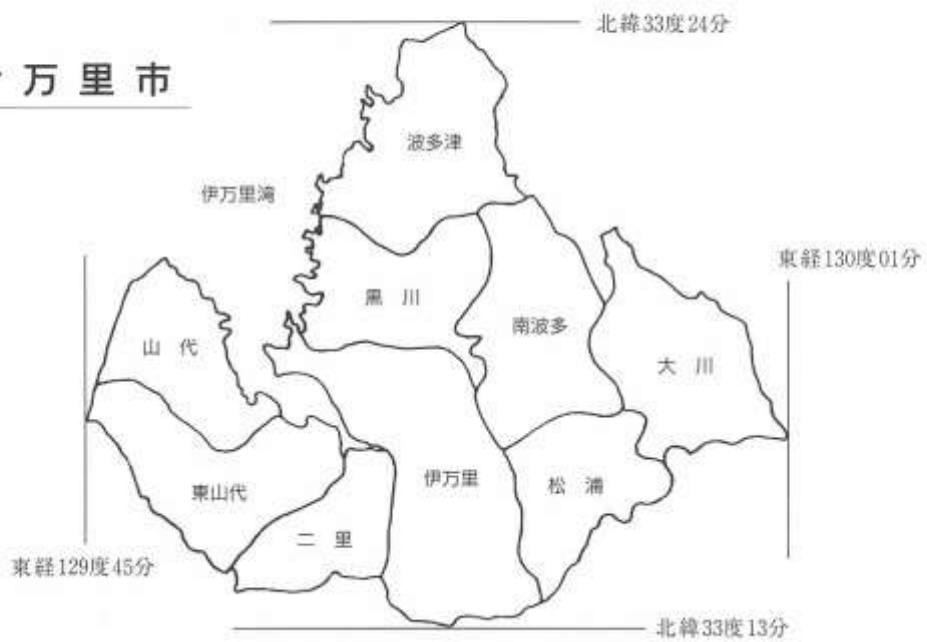 万里市
北緯33度24分
波多津
伊万里湾
東経130度01分
黒川
南波多
山代
大川
東山代
伊万里
松浦
二里
東経129度45分
北緯33度13分